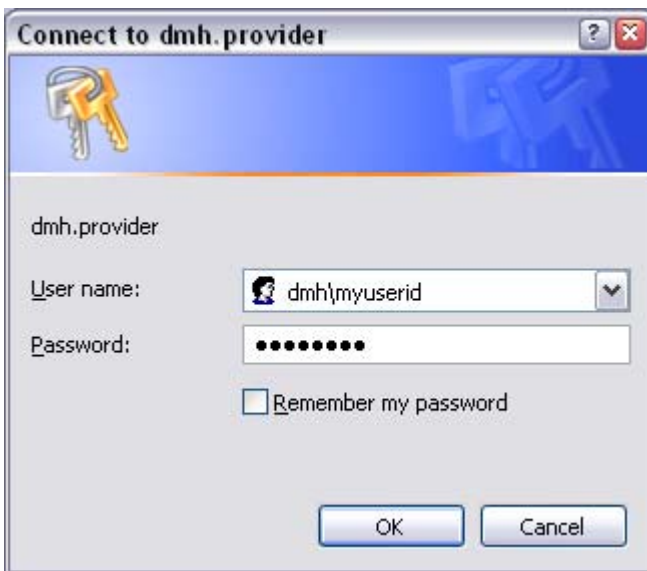 Connect to dmh.provider
dmh.provider
User name: dmh\myuserid
Password: ●●●●●●●●
Remember my password
OK Cancel